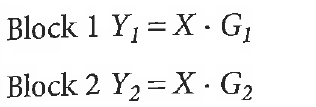 Block 1 Y₁ = X · G₁
Block 2 Y₂ = X · G₂